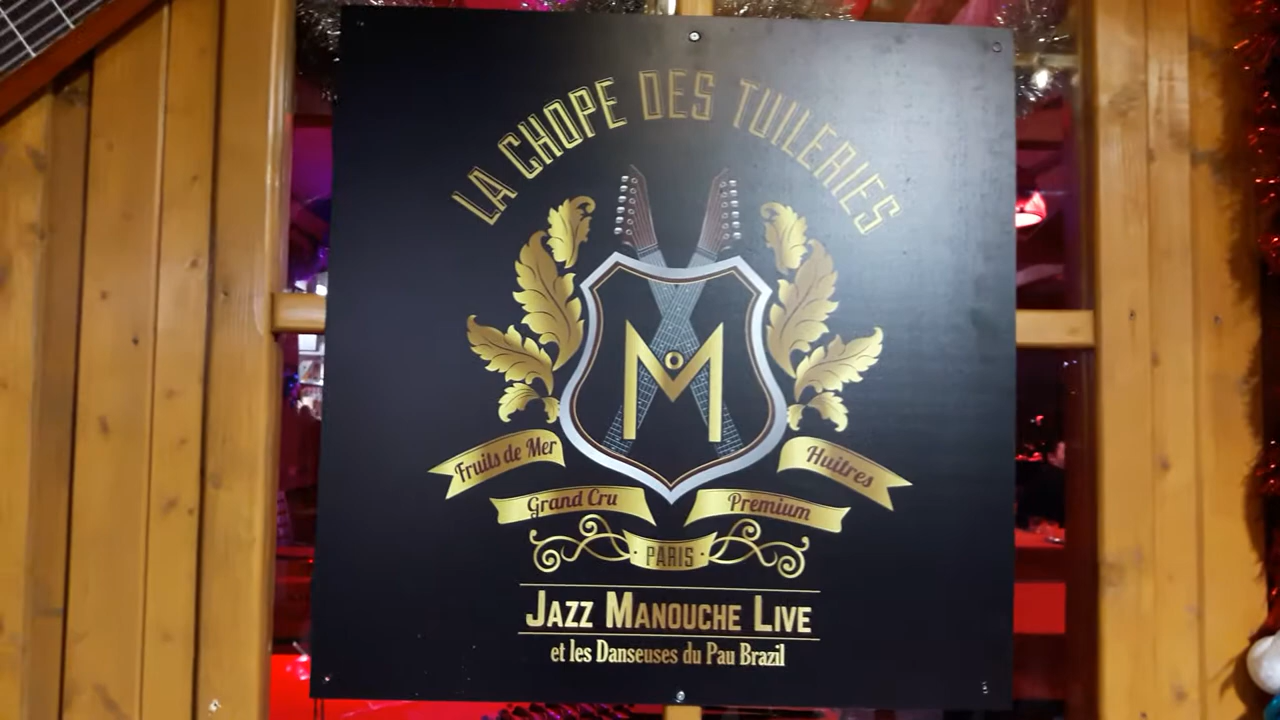 LA CHOPE DES TUILERIES
M
Fruits de Mer
Huitres
Grand Cru
Premium
· PARIS ·
JAZZ MANOUCHE LIVE
et les Danseuses du Pau Brazil